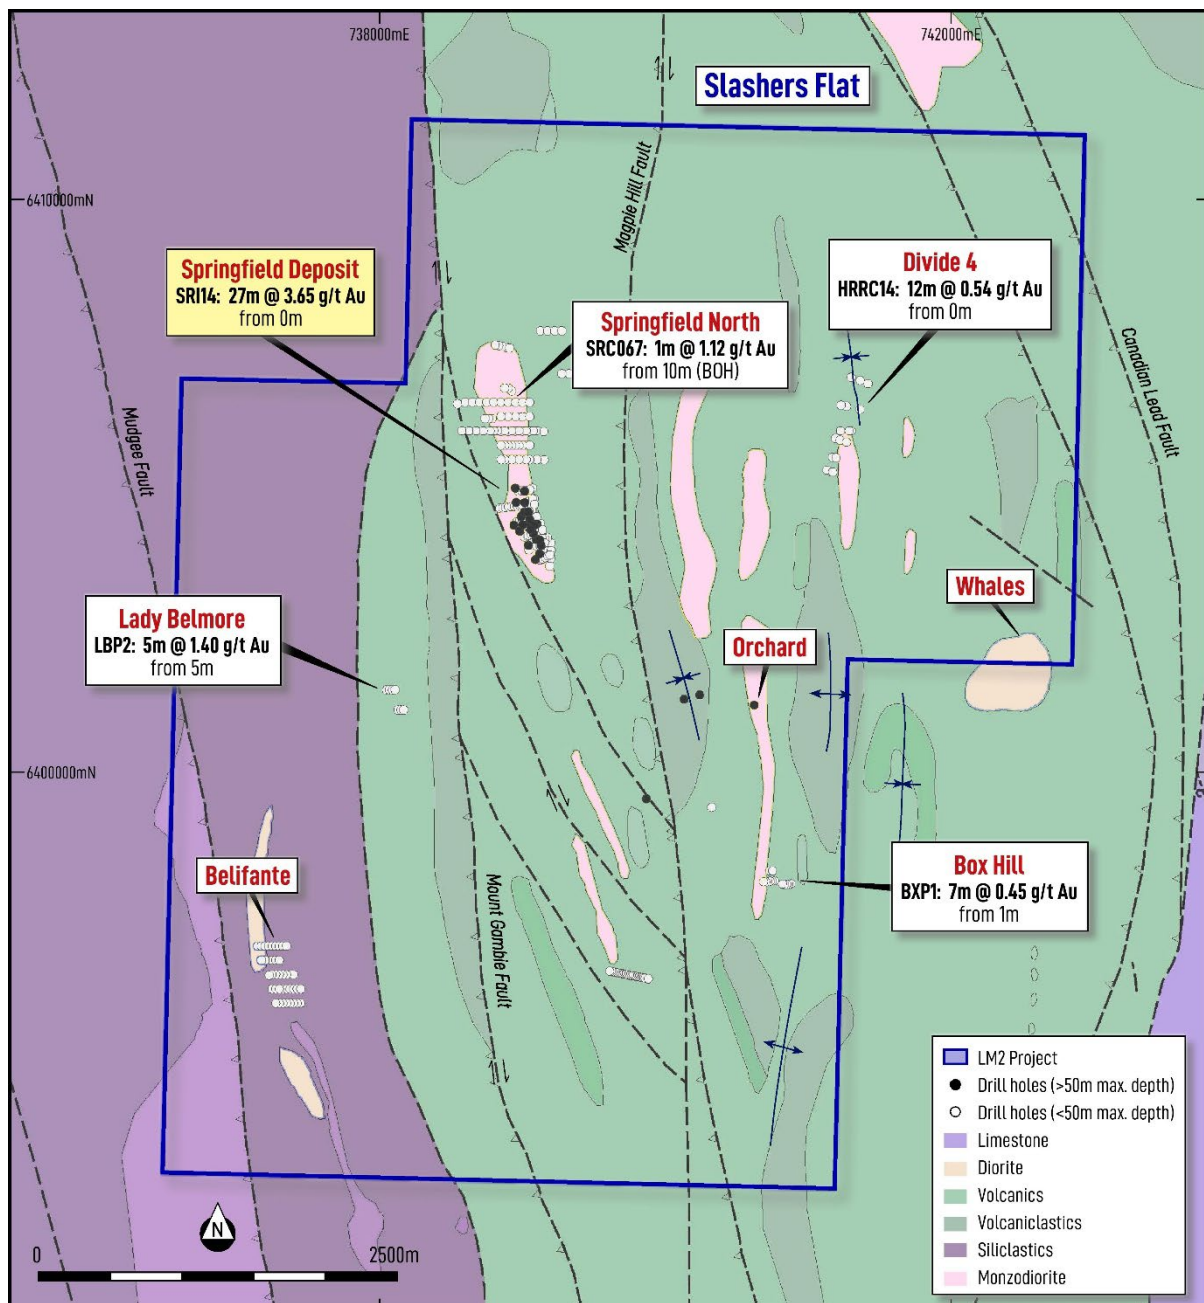 738000mE
742000mE
Slashers Flat
6410000mN
Magpie Hill Fault
Springfield Deposit
SRI14: 27m @ 3.65 g/t Au
from 0m
Divide 4
HRRC14: 12m @ 0.54 g/t Au
from 0m
Springfield North
SRC067: 1m @ 1.12 g/t Au
from 10m (BOH)
Canadian Lead Fault
Mudgee Fault
Whales
Lady Belmore
LBP2: 5m @ 1.40 g/t Au
from 5m
Orchard
6400000mN
Belifante
Box Hill
BXP1: 7m @ 0.45 g/t Au
from 1m
Mount Gambie Fault
LM2 Project
Drill holes (>50m max. depth)
Drill holes (<50m max. depth)
Limestone
Diorite
Volcanics
Volcaniclastics
Siliclastics
Monzodiorite
N
0 2500m